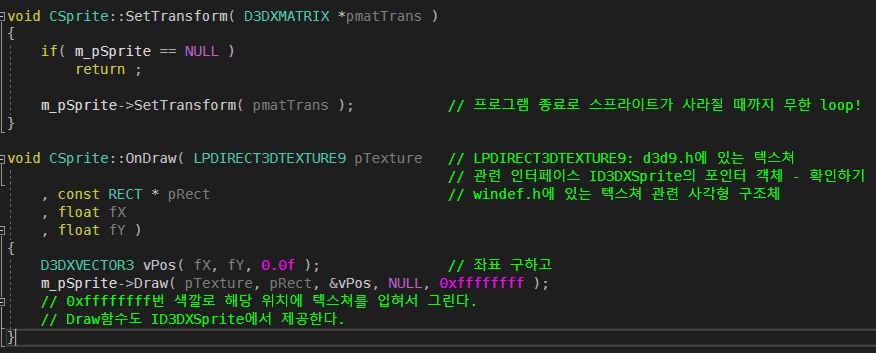 void CSprite::SetTransform( D3DXMATRIX *pmatTrans )
{
    if( m_pSprite == NULL )
        return ;
    m_pSprite->SetTransform( pmatTrans );           // 프로그램 종료로 스프라이트가 사라질 때까지 무한 loop!
}
void CSprite::OnDraw( LPDIRECT3DTEXTURE9 pTexture   // LPDIRECT3DTEXTURE9: d3d9.h에 있는 텍스쳐
                                                    // 관련 인터페이스 ID3DXSprite의 포인터 객체 - 확인하기
    , const RECT * pRect                            // windef.h에 있는 텍스쳐 관련 사각형 구조체
    , float fX
    , float fY )
{
    D3DXVECTOR3 vPos( fX, fY, 0.0f );               // 좌표 구하고
    m_pSprite->Draw( pTexture, pRect, &vPos, NULL, 0xffffffff );
    // 0xffffffff번 색깔로 해당 위치에 텍스쳐를 입혀서 그린다.
    // Draw함수도 ID3DXSprite에서 제공한다.
}